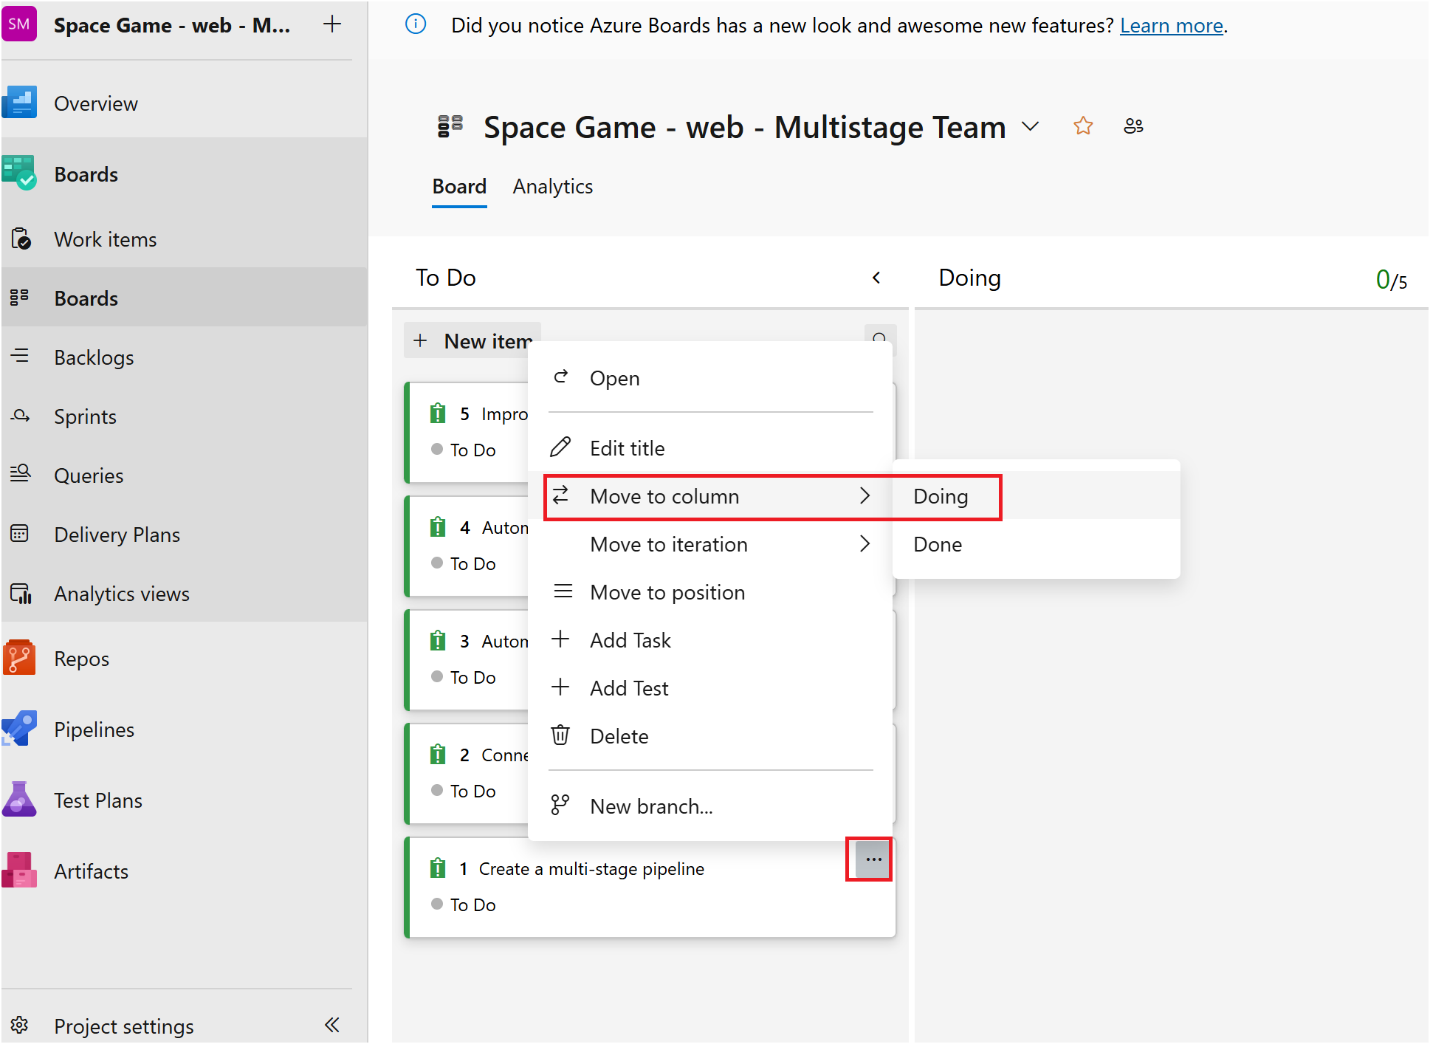 SM Space Game - web - M... +
Overview
Boards
Work items
Boards
Backlogs
Sprints
Queries
Delivery Plans
Analytics views
Repos
Pipelines
Test Plans
Artifacts
Project settings
Did you notice Azure Boards has a new look and awesome new features? Learn more.
Space Game - web - Multistage Team
Board Analytics
To Do
+ New item
5 Impro
To Do
4 Autom
To Do
3 Autom
To Do
2 Conne
To Do
1 Create a multi-stage pipeline ...
To Do
Open
Edit title
Move to column
Move to iteration
Move to position
Add Task
Add Test
Delete
New branch...
Doing
Done
Doing 0/5